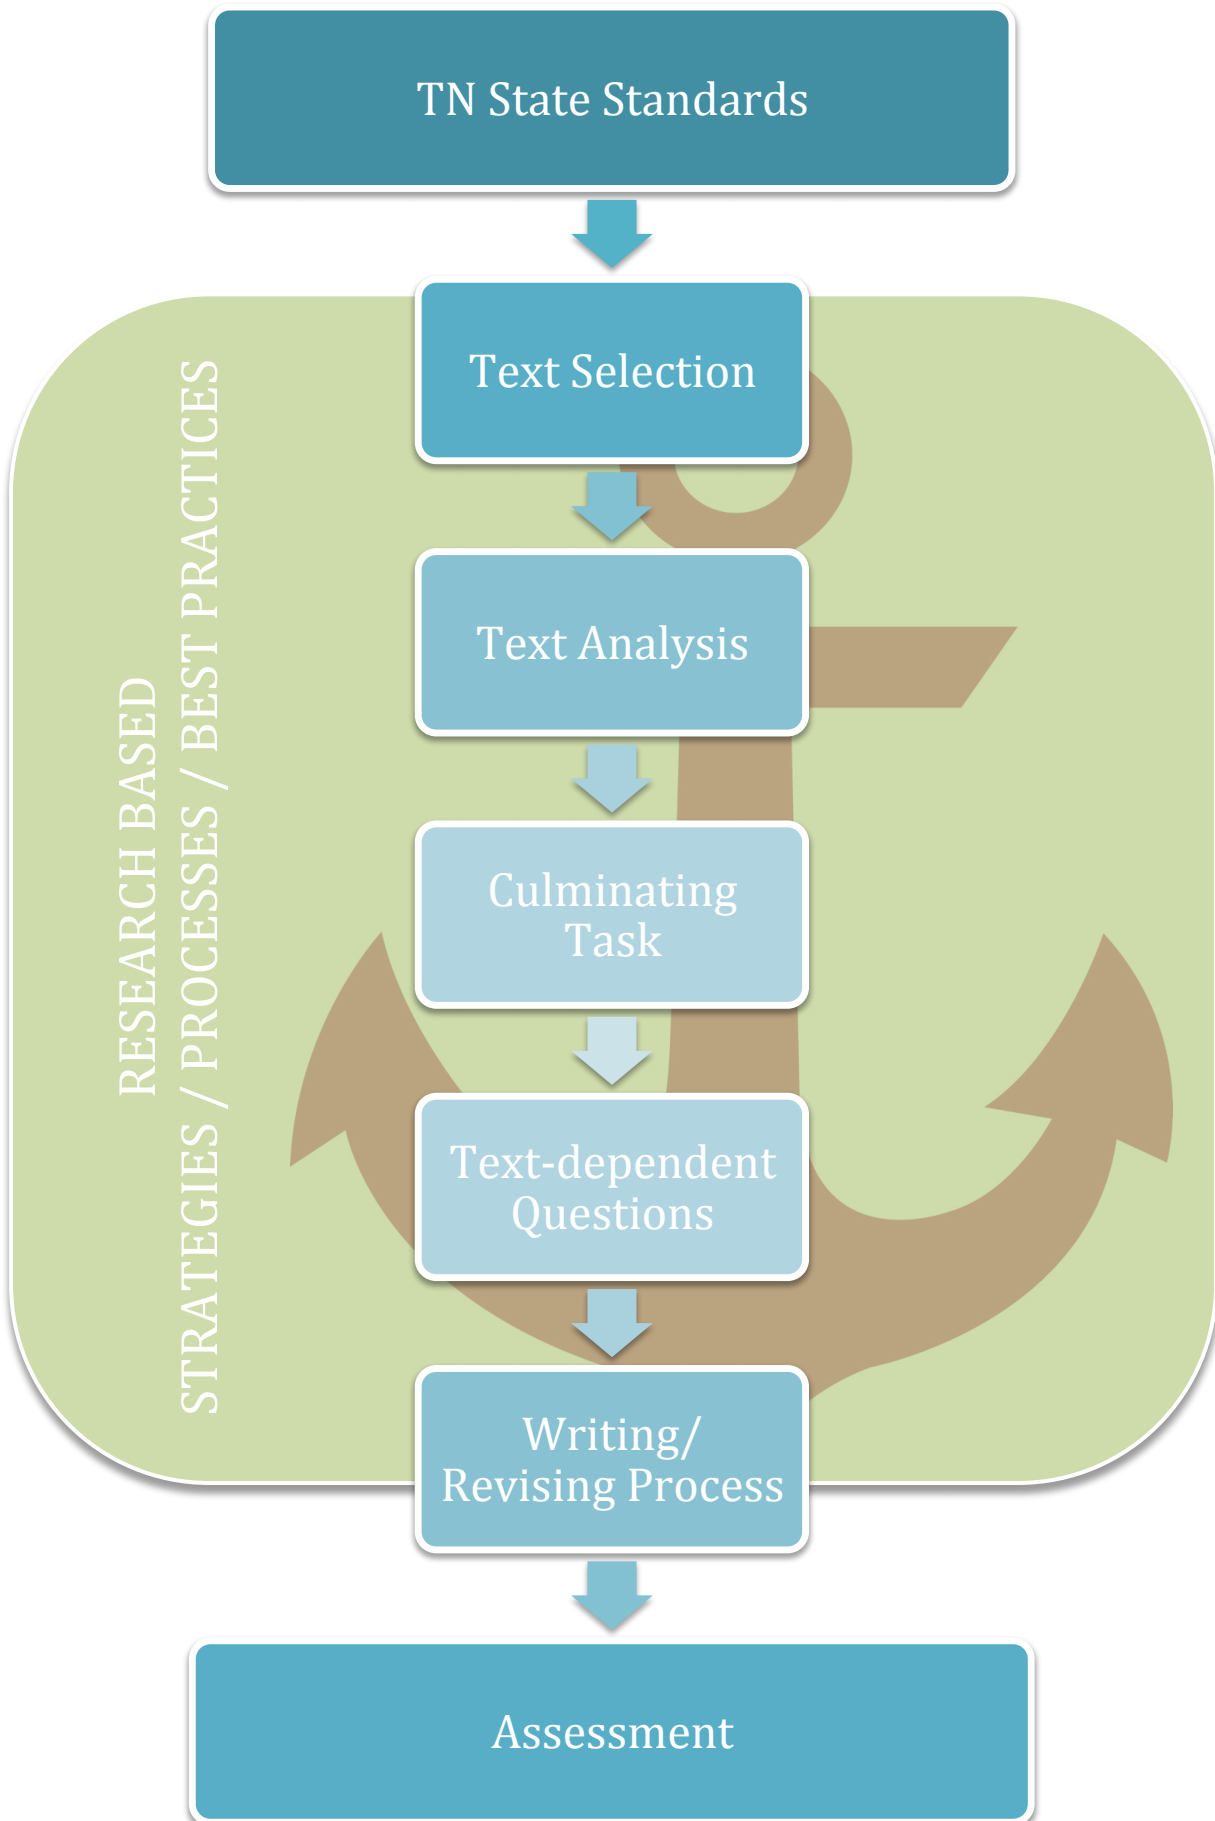 TN State Standards
Text Selection
RESEARCH BASED
STRATEGIES / PROCESSES / BEST PRACTICES
Text Analysis
Culminating
Task
Text-dependent
Questions
Writing/
Revising Process
Assessment